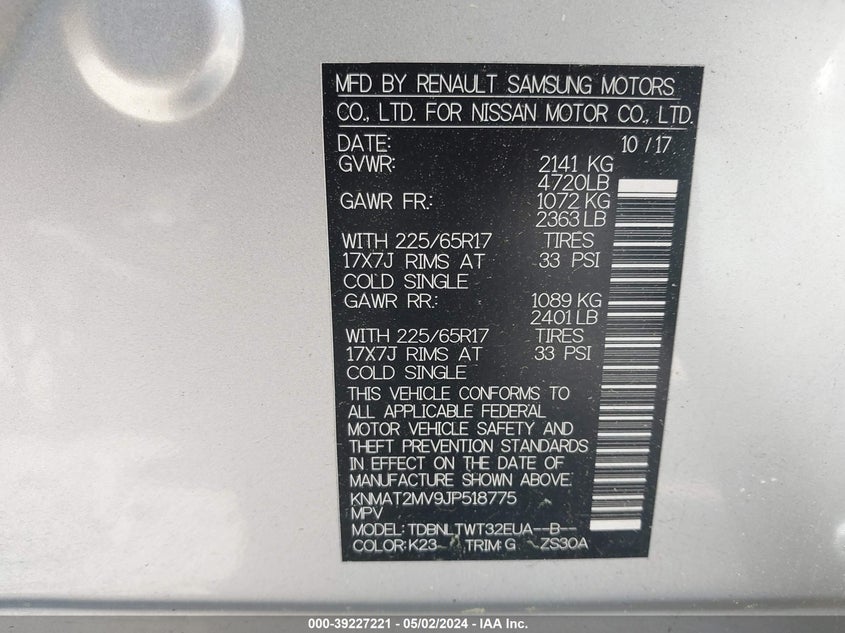 MFD BY RENAULT SAMSUNG MOTORS
CO., LTD. FOR NISSAN MOTOR CO., LTD.
DATE: 10 / 17
GVWR: 2141 KG
4720LB
GAWR FR.: 1072 KG
2363 LB
WITH 225/65R17 TIRES
17X7J RIMS AT 33 PSI
COLD SINGLE
GAWR RR.: 1089 KG
2401 LB
WITH 225/65R17 TIRES
17X7J RIMS AT 33 PSI
COLD SINGLE
THIS VEHICLE CONFORMS TO
ALL APPLICABLE FEDERAL
MOTOR VEHICLE SAFETY AND
THEFT PREVENTION STANDARDS
IN EFFECT ON THE DATE OF
MANUFACTURE SHOWN ABOVE.
KNMAT2MV9JP518775
MPV
MODEL: TDBNLTWT32EUA--B--
COLOR: K23 TRIM: G ZS30A
000-39227221 - 05/02/2024 - IAA Inc.